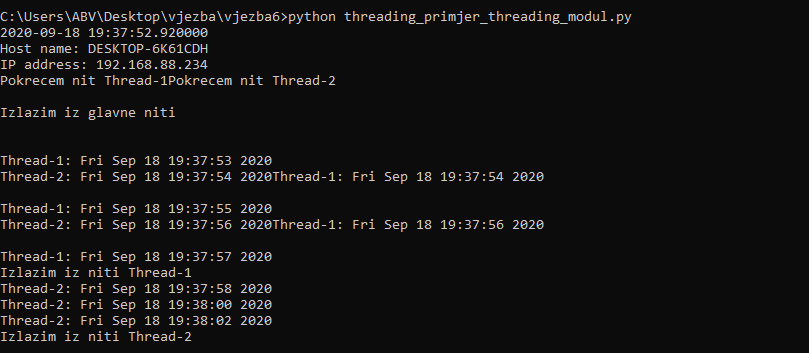 C:\Users\ABV\Desktop\vjezba\vjezba6>python threading_primjer_threading_modul.py
2020-09-18 19:37:52.920000
Host name: DESKTOP-6K61CDH
IP address: 192.168.88.234
Pokrecem nit Thread-1Pokrecem nit Thread-2
Izlazim iz glavne niti
Thread-1: Fri Sep 18 19:37:53 2020
Thread-2: Fri Sep 18 19:37:54 2020Thread-1: Fri Sep 18 19:37:54 2020
Thread-1: Fri Sep 18 19:37:55 2020
Thread-2: Fri Sep 18 19:37:56 2020Thread-1: Fri Sep 18 19:37:56 2020
Thread-1: Fri Sep 18 19:37:57 2020
Izlazim iz niti Thread-1
Thread-2: Fri Sep 18 19:37:58 2020
Thread-2: Fri Sep 18 19:38:00 2020
Thread-2: Fri Sep 18 19:38:02 2020
Izlazim iz niti Thread-2